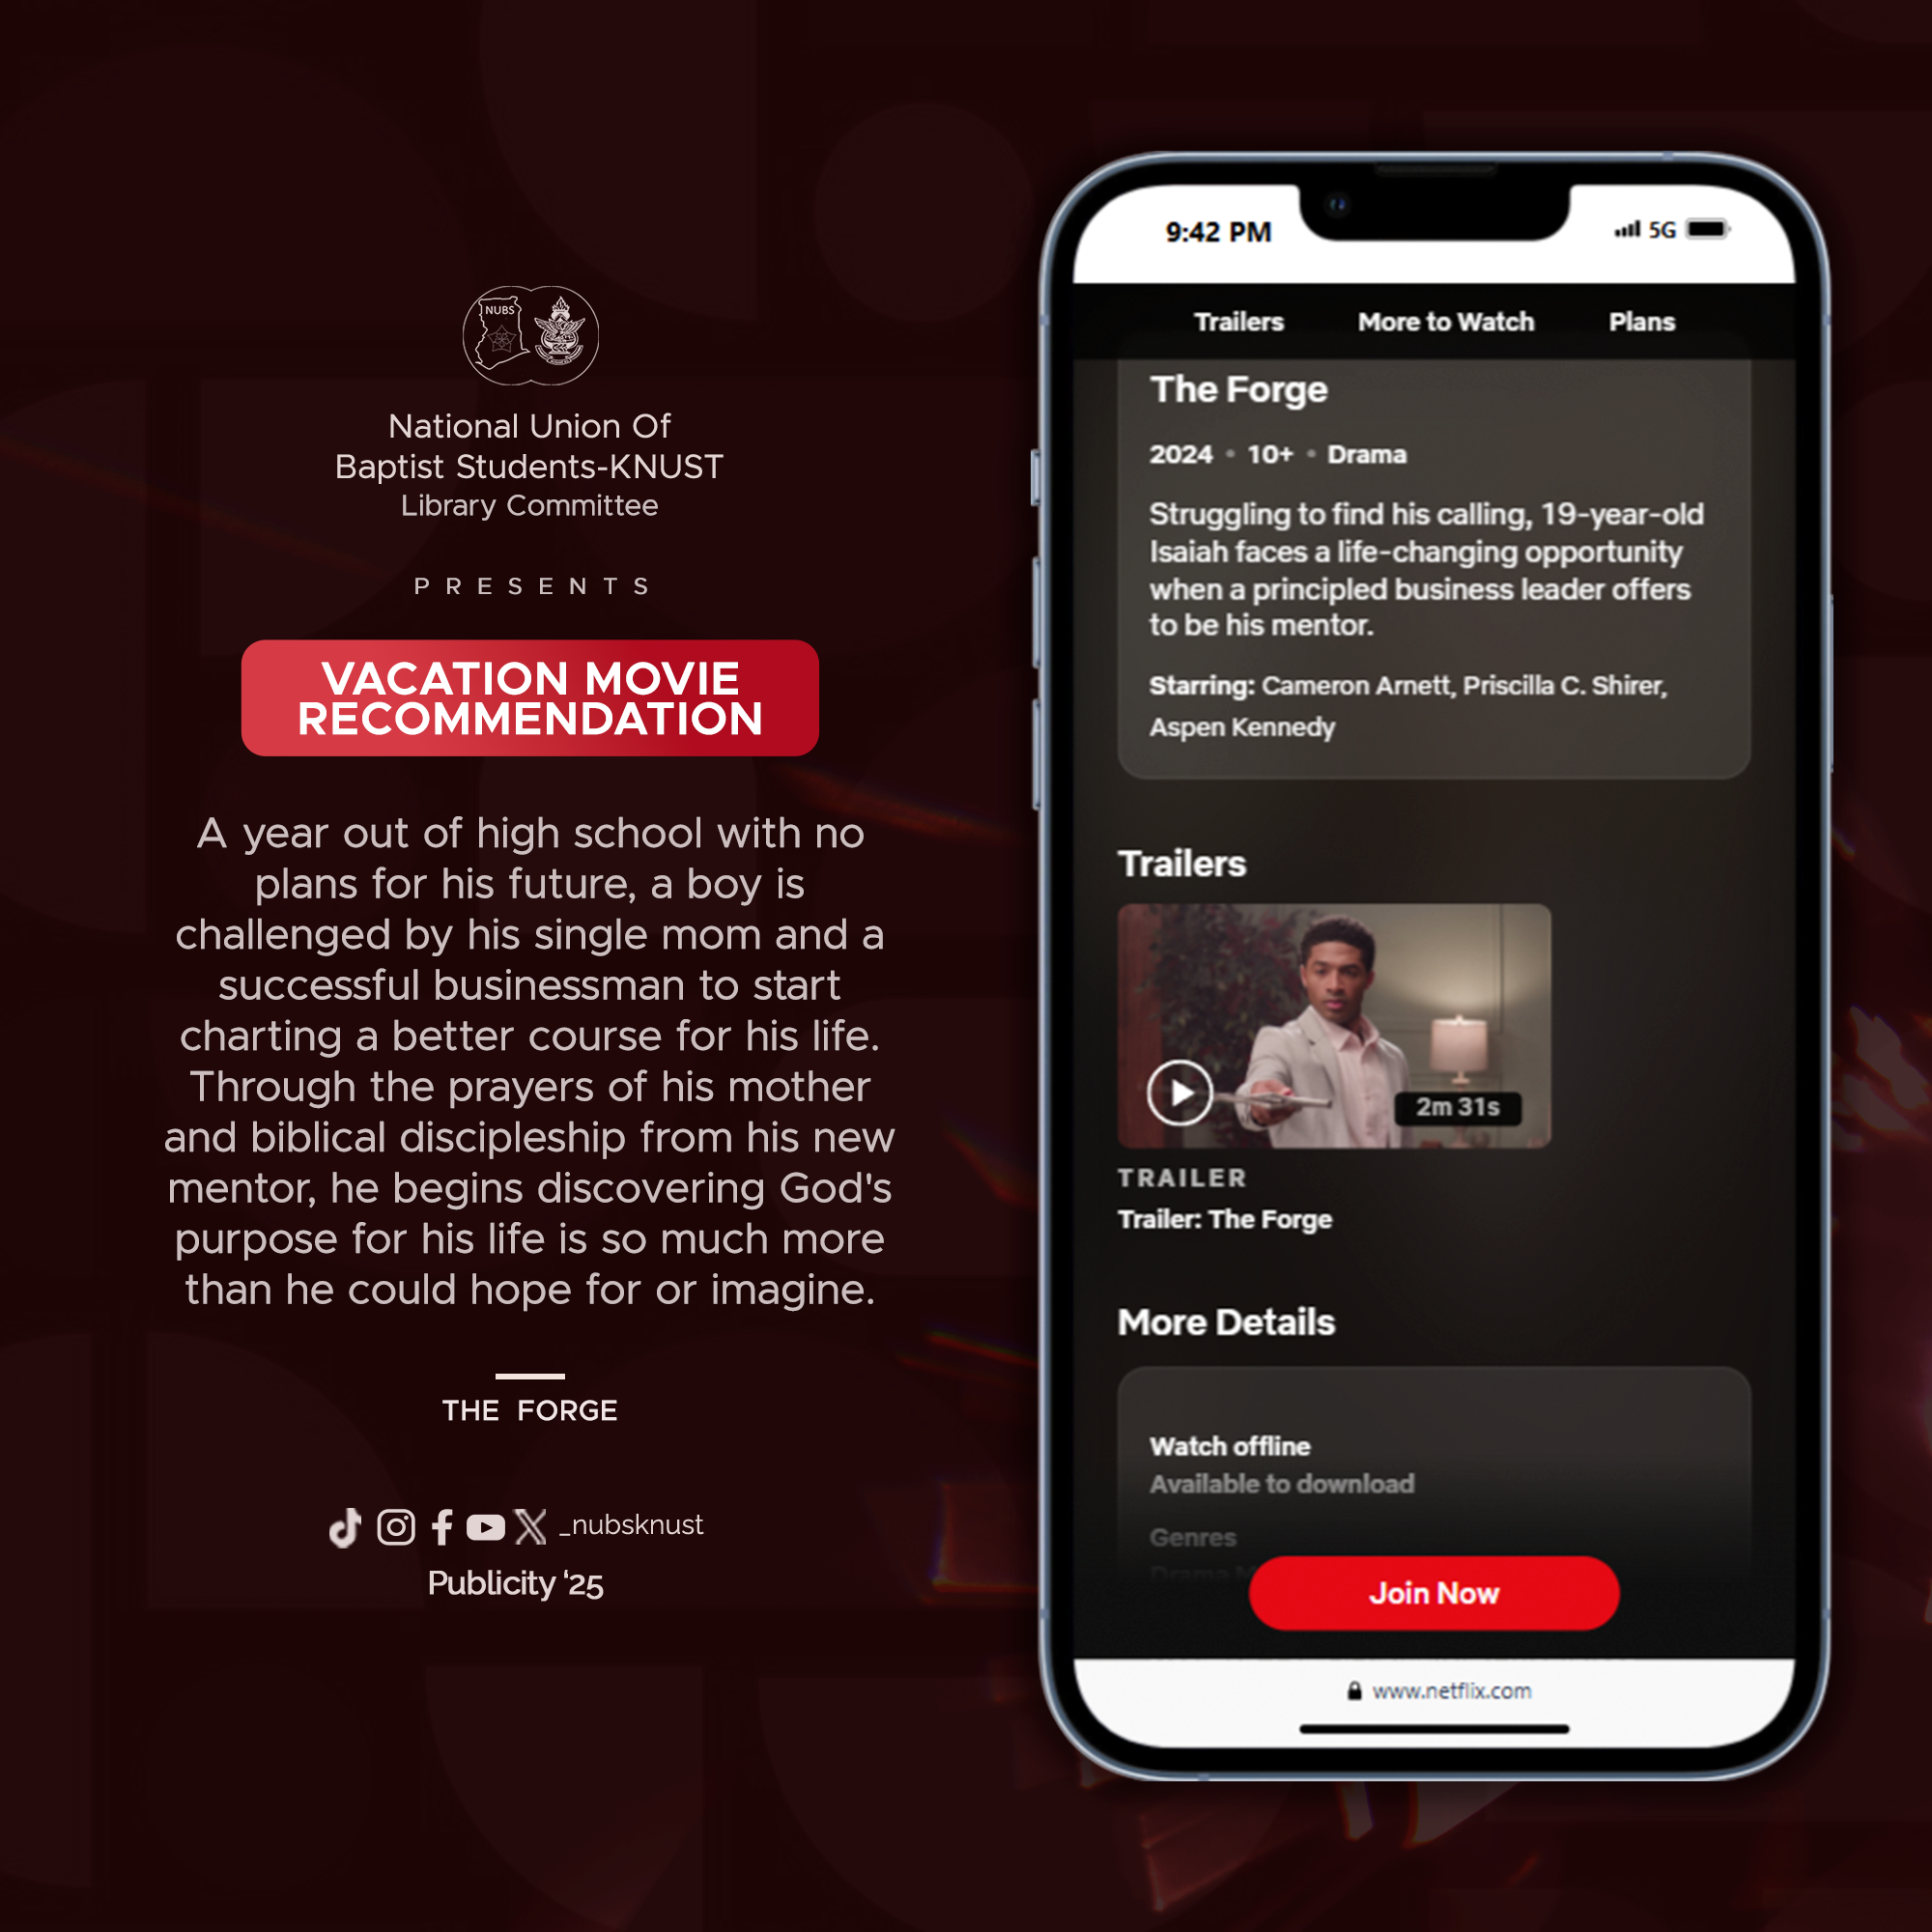 NUBS
National Union Of
Baptist Students-KNUST
Library Committee
PRESENTS
VACATION MOVIE
RECOMMENDATION
A year out of high school with no
plans for his future, a boy is
challenged by his single mom and a
successful businessman to start
charting a better course for his life.
Through the prayers of his mother
and biblical discipleship from his new
mentor, he begins discovering God's
purpose for his life is so much more
than he could hope for or imagine.
THE FORGE
_nubsknust
Publicity ‘25
9:42 PM
5G
Trailers More to Watch Plans
The Forge
2024 • 10+ • Drama
Struggling to find his calling, 19-year-old
Isaiah faces a life-changing opportunity
when a principled business leader offers
to be his mentor.
Starring: Cameron Arnett, Priscilla C. Shirer,
Aspen Kennedy
Trailers
2m 31s
TRAILER
Trailer: The Forge
More Details
Watch offline
Available to download
Genres
Drama
Join Now
www.netflix.com